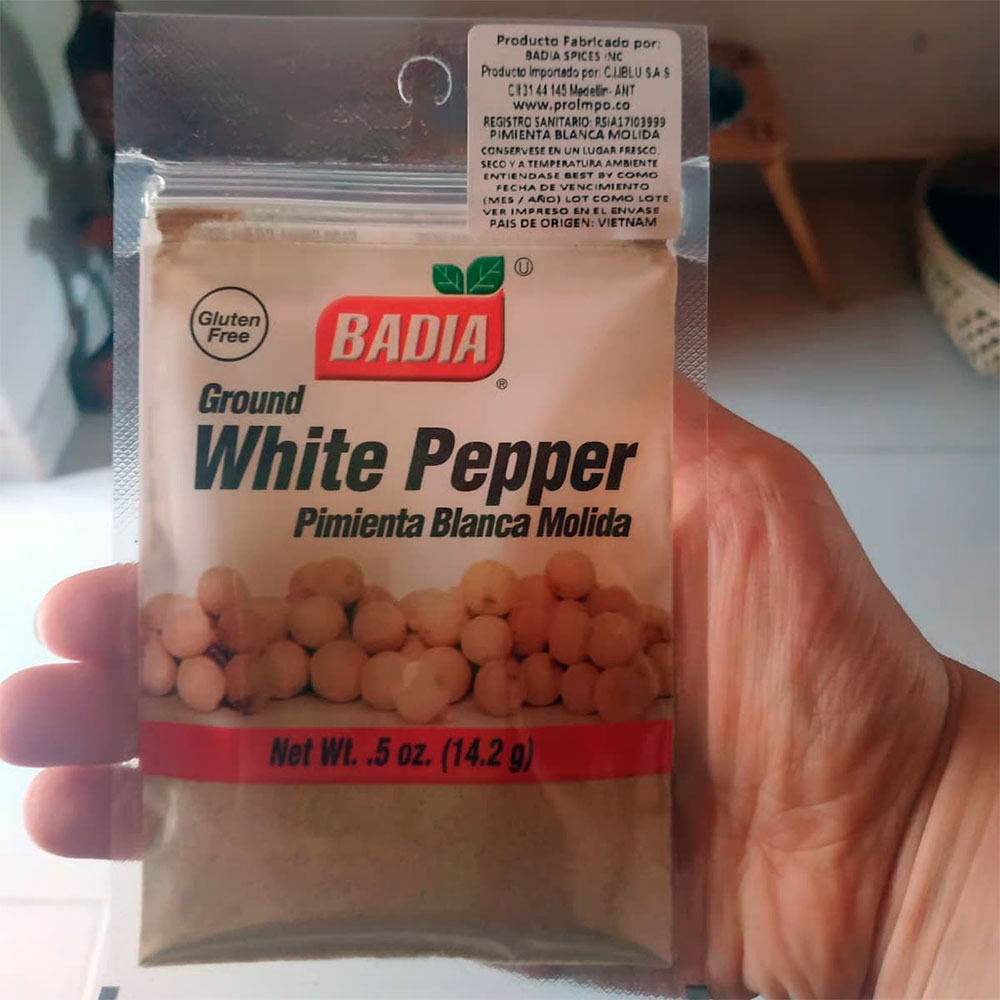 Producto Fabricado por:
BADIA SPICES INC
Producto Importado por: C.I.IBLU S.A.S
Cll 31 44 145 Medellin- ANT
www.proimpo.co
REGISTRO SANITARIO: RSIA17I03999
PIMIENTA BLANCA MOLIDA
CONSERVESE EN UN LUGAR FRESCO,
SECO Y A TEMPERATURA AMBIENTE
ENTIENDASE BEST BY COMO
FECHA DE VENCIMIENTO
(MES / AÑO) LOT COMO LOTE
VER IMPRESO EN EL ENVASE
PAIS DE ORIGEN: VIETNAM
U
Gluten
Free
BADIA
®
Ground
White Pepper
Pimienta Blanca Molida
Net Wt. .5 oz. (14.2 g)